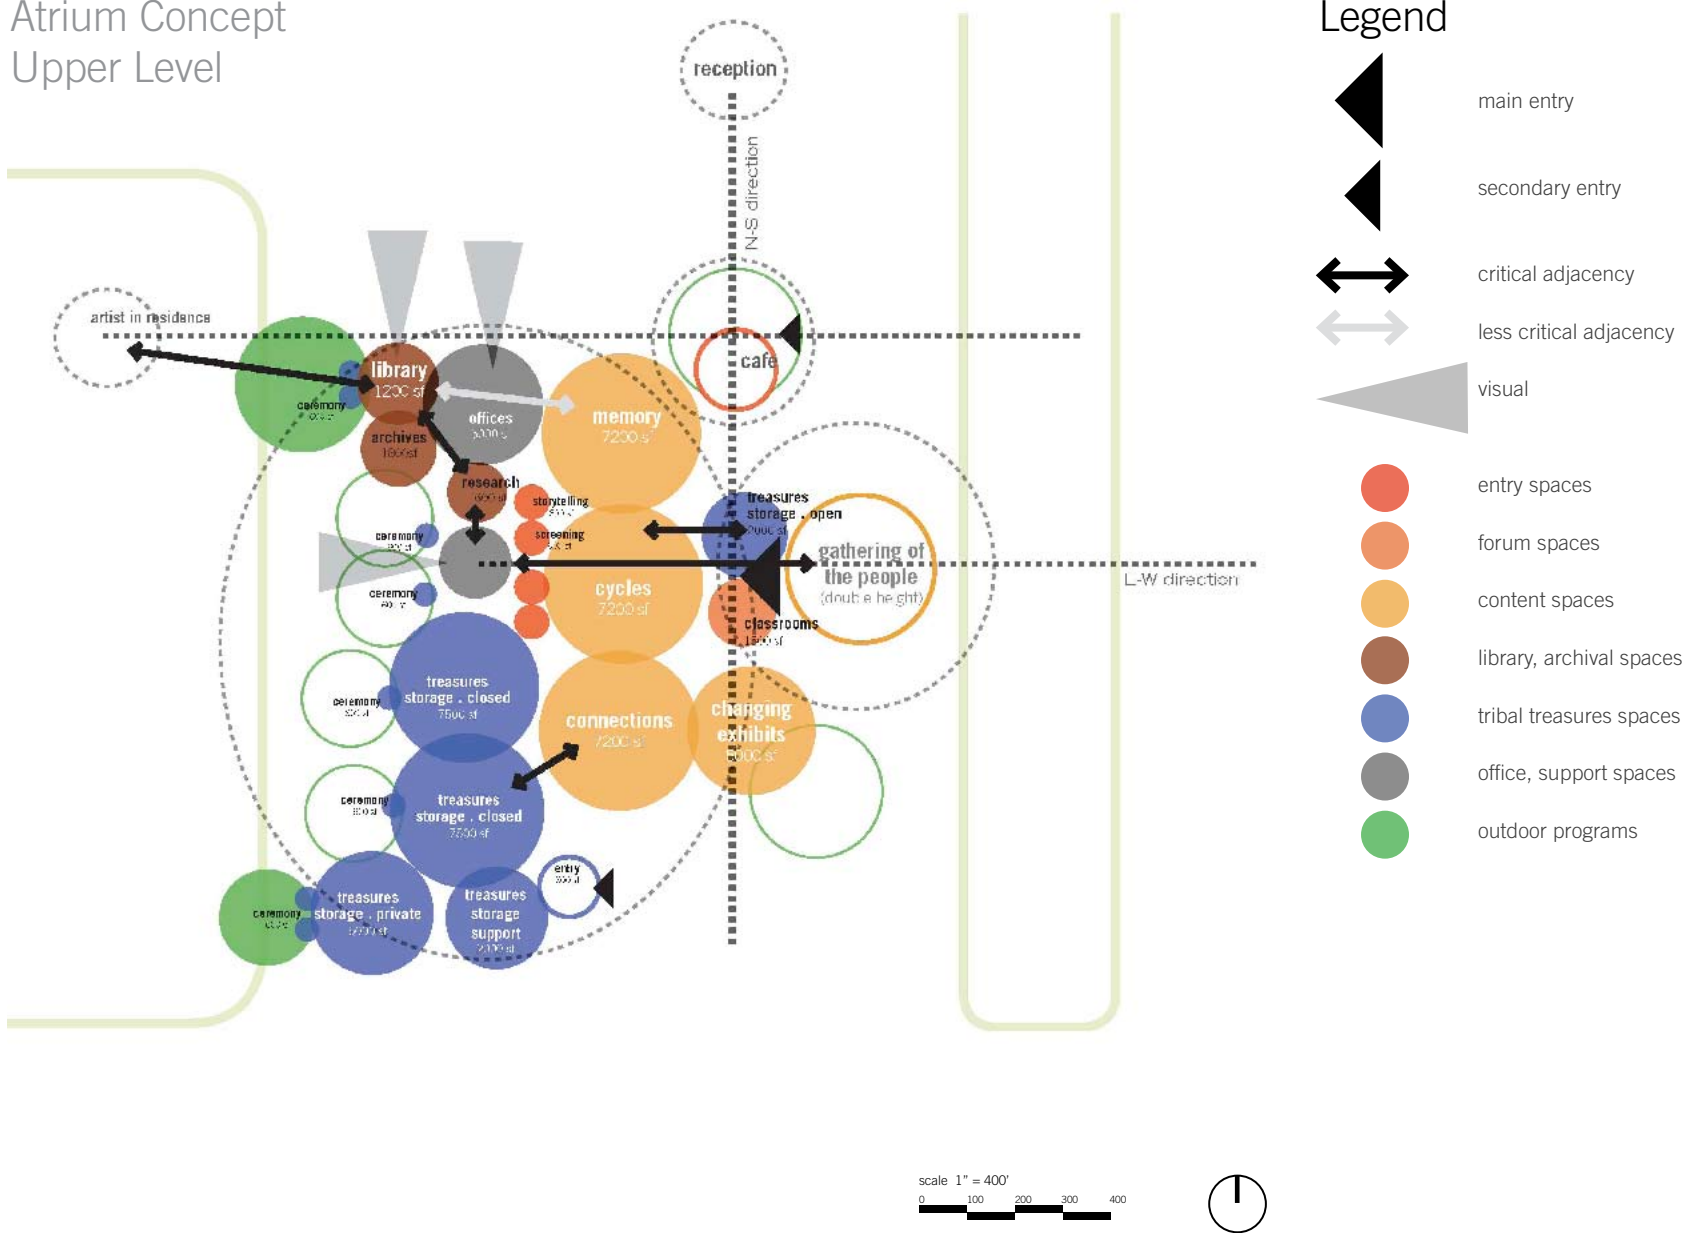 Atrium Concept
Upper Level
reception
N-S direction
artist in residence
library
1200 sf
ceremony
offices
archives
memory
7200 sf
cafe
research
storytelling
screening
treasures
storage . open
2000 sf
ceremony
ceremony
cycles
7200 sf
gathering of
the people
(double height)
L-W direction
classrooms
treasures
storage . closed
7500 sf
ceremony
connections
7200 sf
changing
exhibits
ceremony
treasures
storage . closed
7500 sf
entry
ceremony
treasures
storage . private
treasures
storage
support
Legend
main entry
secondary entry
critical adjacency
less critical adjacency
visual
entry spaces
forum spaces
content spaces
library, archival spaces
tribal treasures spaces
office, support spaces
outdoor programs
scale 1" = 400'
0 100 200 300 400